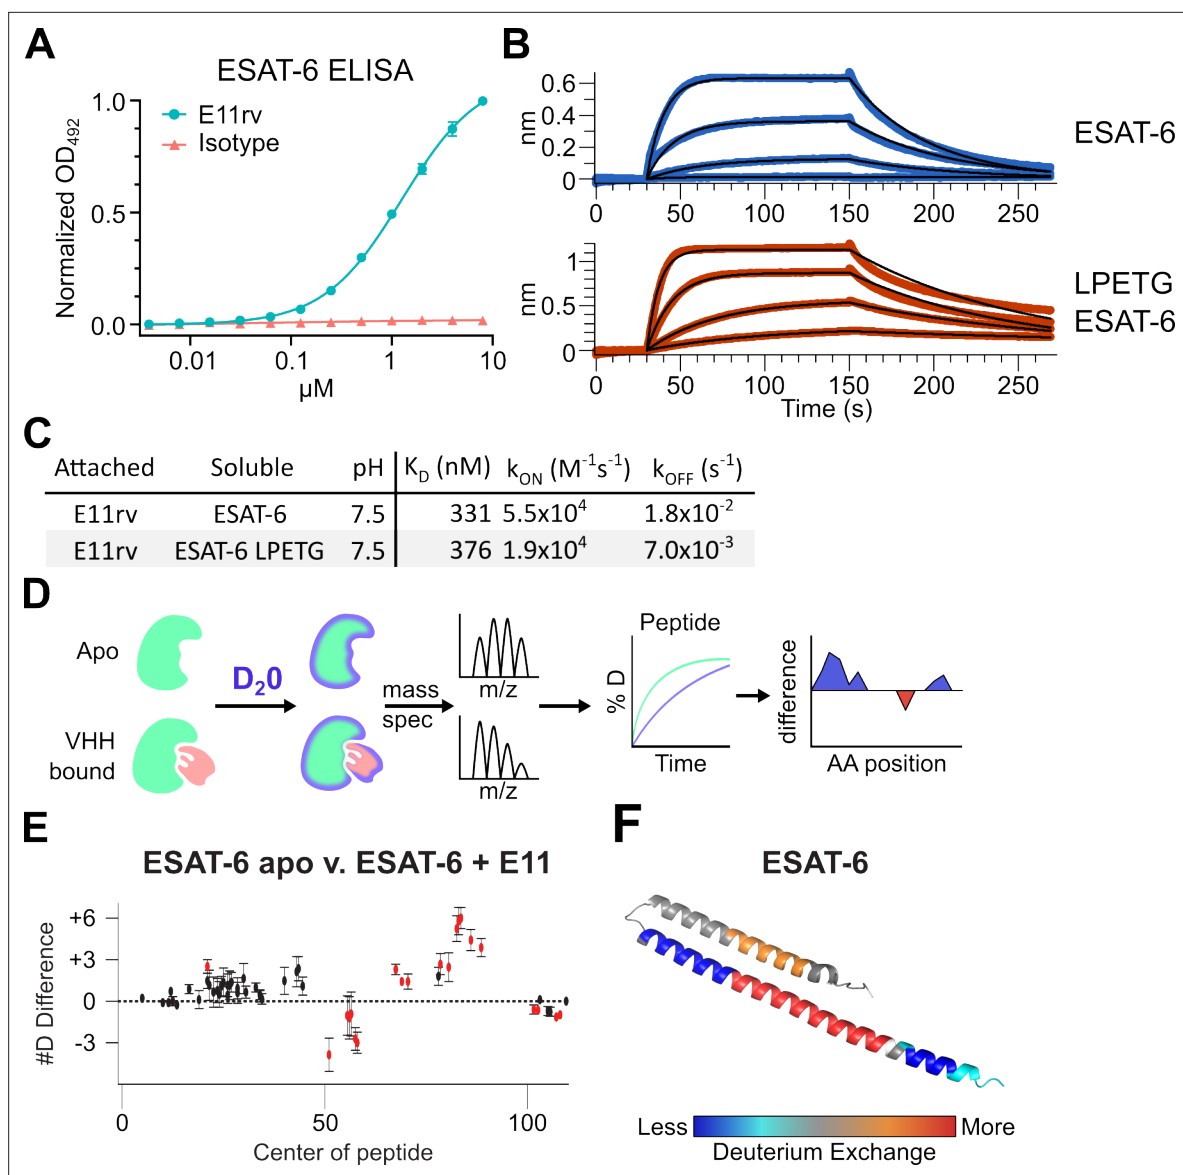 A
ESAT-6 ELISA
E11rv
Isotype
Normalized OD492
1.0
0.5
0.0
0.01
0.1
1
10
µM
B
nm
0.6
0.4
0.2
0
0
50
100
150
200
250
ESAT-6
nm
1
0.5
0
0
50
100
150
200
250
Time (s)
LPETG
ESAT-6
C
Attached Soluble pH KD (nM) kON (M-1s-1) kOFF (s-1)
E11rv ESAT-6 7.5 331 5.5x10^4 1.8x10^-2
E11rv ESAT-6 LPETG 7.5 376 1.9x10^4 7.0x10^-3
D
Apo
VHH
bound
D20
mass
spec
m/z
m/z
Peptide
% D
Time
difference
AA position
E
ESAT-6 apo v. ESAT-6 + E11
#D Difference
+6
+3
0
-3
0
50
100
Center of peptide
F
ESAT-6
Less
More
Deuterium Exchange